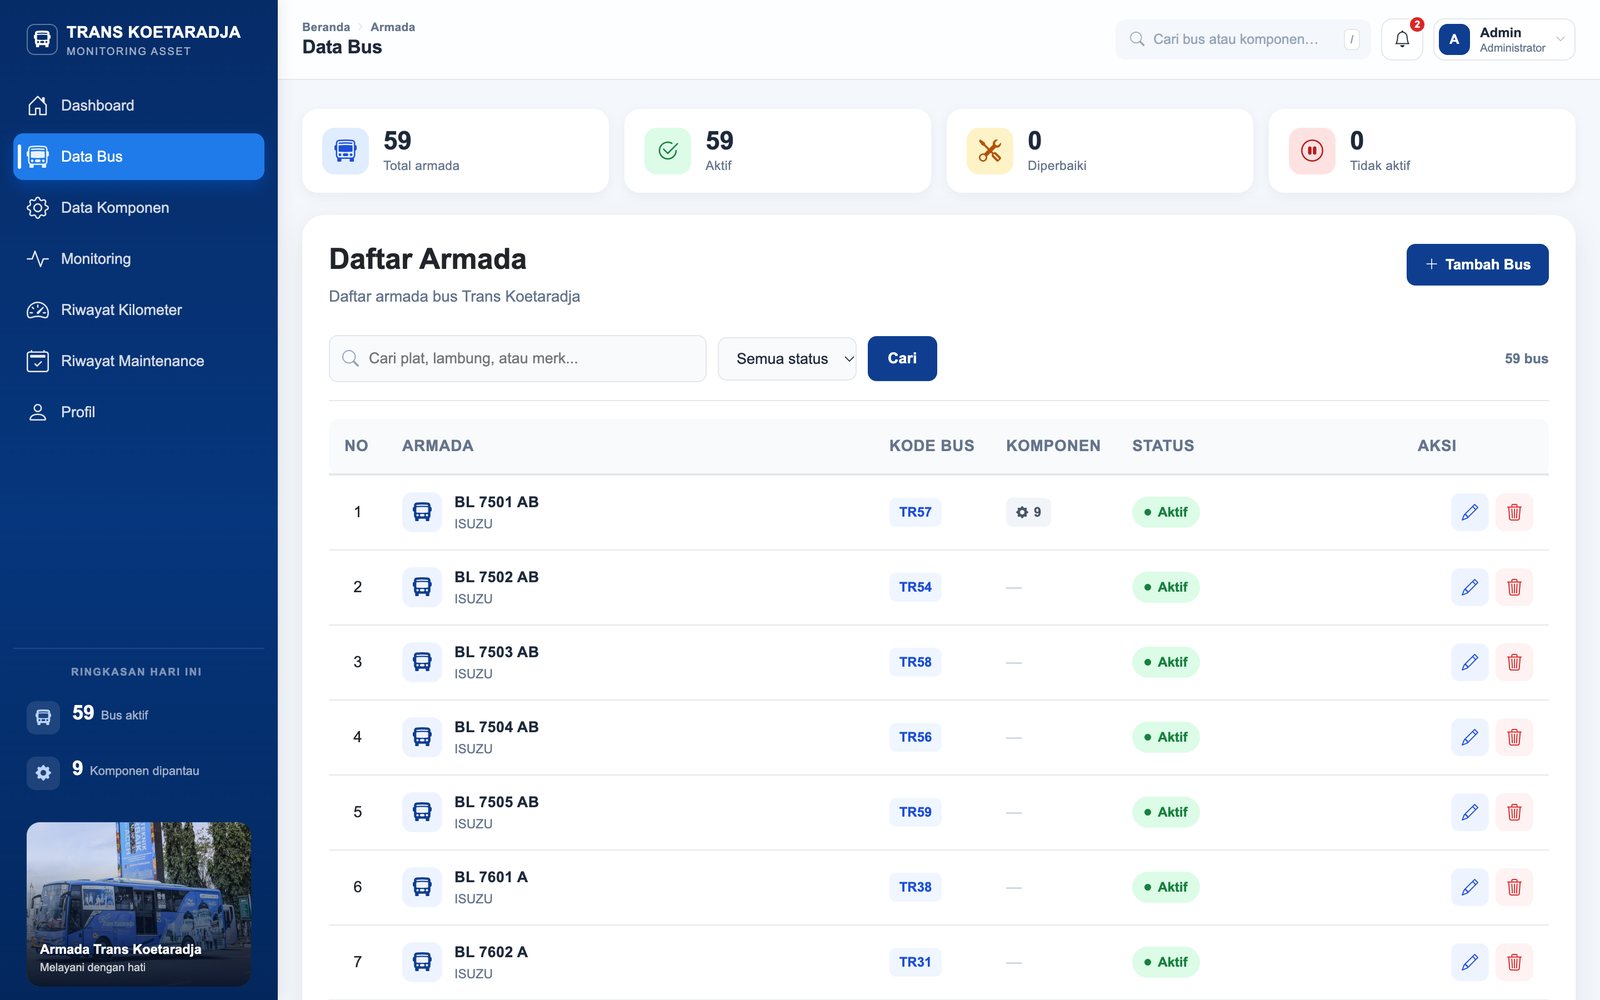 TRANS KOETARADJA
MONITORING ASSET
Dashboard
Data Bus
Data Komponen
Monitoring
Riwayat Kilometer
Riwayat Maintenance
Profil
RINGKASAN HARI INI
59 Bus aktif
9 Komponen dipantau
Armada Trans Koetaradja
Melayani dengan hati
Beranda > Armada
Data Bus
Cari bus atau komponen... /
2
A
Admin
Administrator
59
Total armada
59
Aktif
0
Diperbaiki
0
Tidak aktif
Daftar Armada
Daftar armada bus Trans Koetaradja
+ Tambah Bus
Cari plat, lambung, atau merk...
Semua status
Cari
59 bus
NO ARMADA KODE BUS KOMPONEN STATUS AKSI
1 BL 7501 AB TR57 9 Aktif
ISUZU
2 BL 7502 AB TR54 — Aktif
ISUZU
3 BL 7503 AB TR58 — Aktif
ISUZU
4 BL 7504 AB TR56 — Aktif
ISUZU
5 BL 7505 AB TR59 — Aktif
ISUZU
6 BL 7601 A TR38 — Aktif
ISUZU
7 BL 7602 A TR31 — Aktif
ISUZU